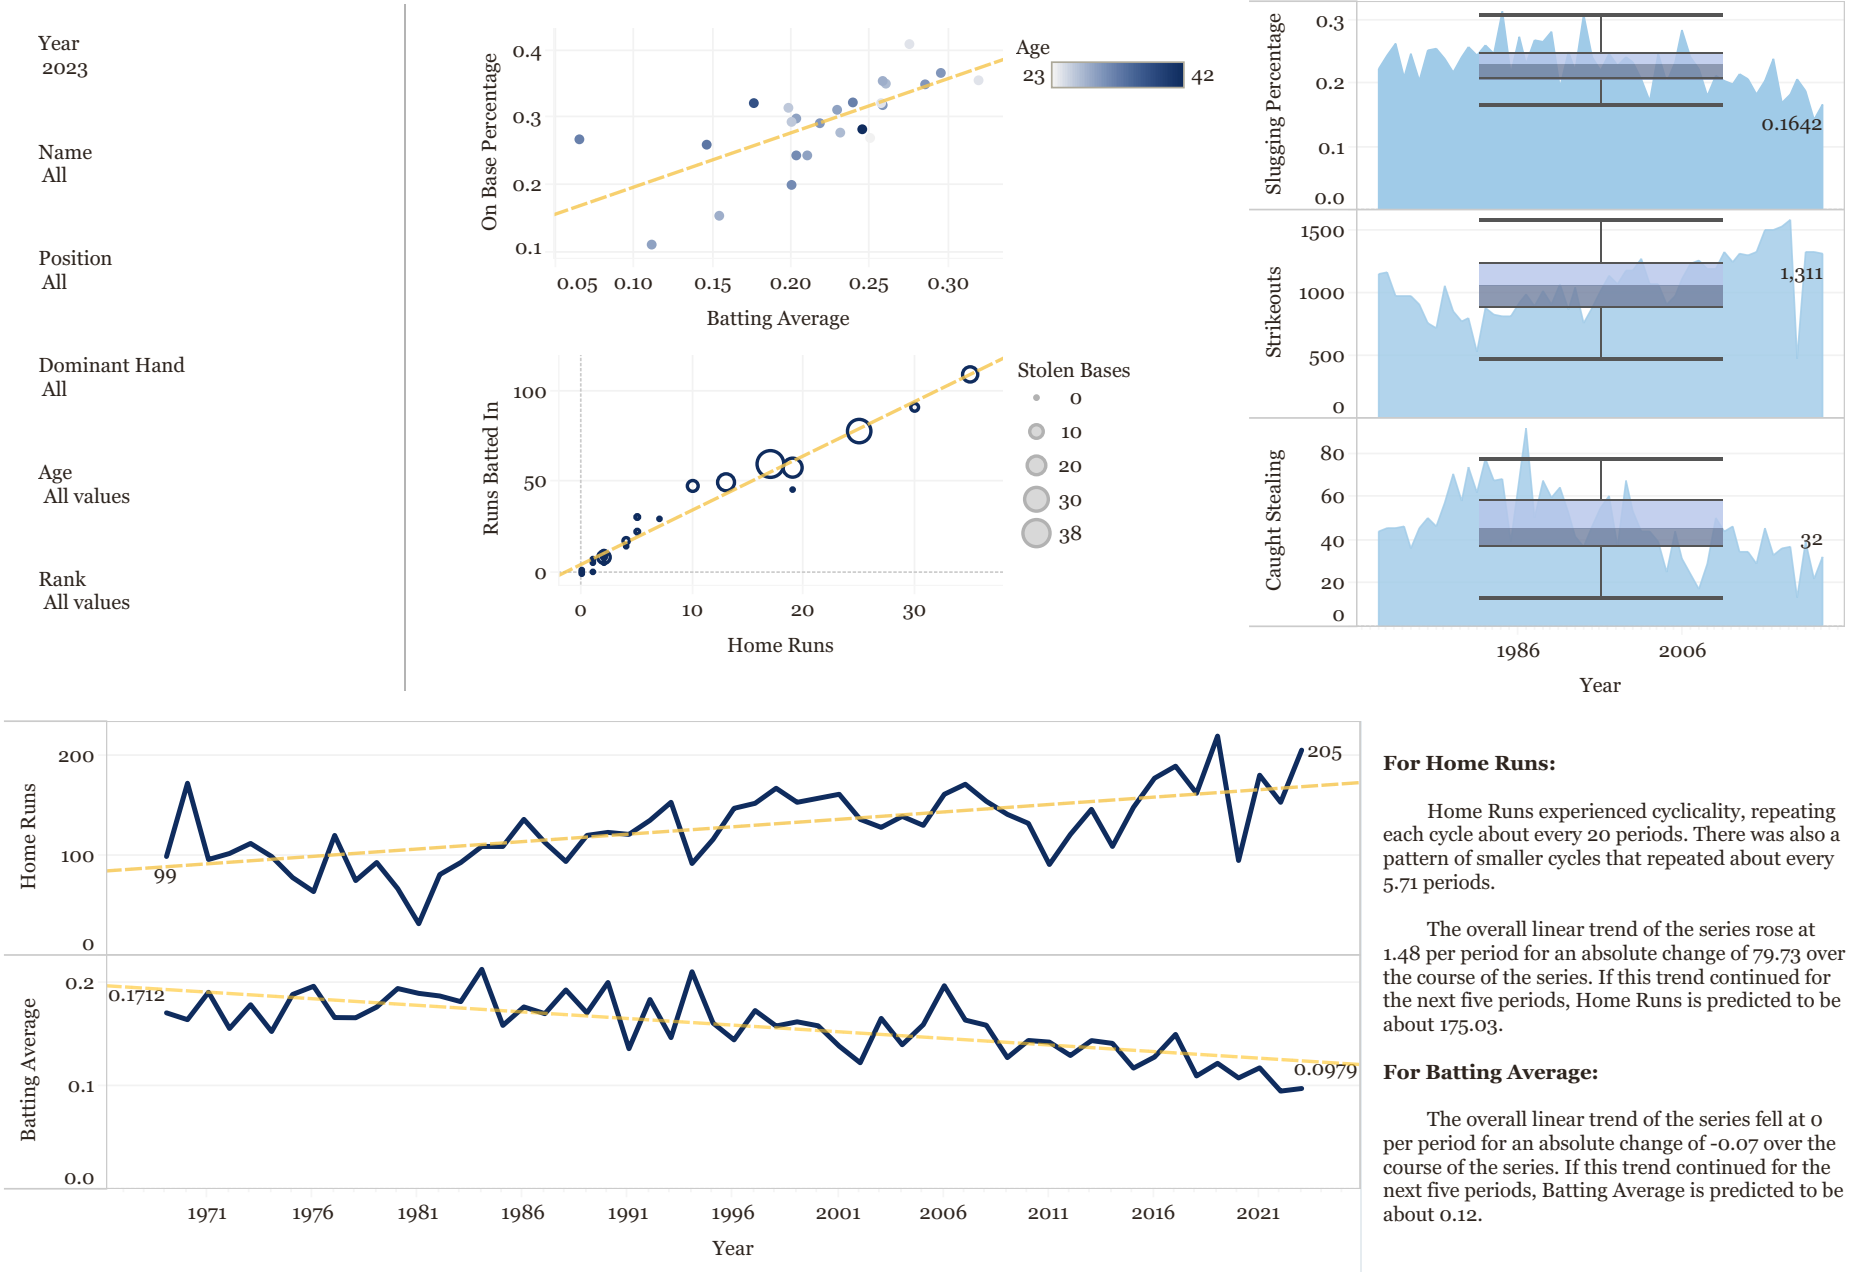 Year
2023
Name
All
Position
All
Dominant Hand
All
Age
All values
Rank
All values
On Base Percentage
0.4
0.3
0.2
0.1
0.05 0.10 0.15 0.20 0.25 0.30
Batting Average
Age
23 42
Runs Batted In
100
50
0
0 10 20 30
Home Runs
Stolen Bases
0
10
20
30
38
Slugging Percentage
0.3
0.2
0.1
0.0
0.1642
Strikeouts
1500
1000
500
0
1,311
Caught Stealing
80
60
40
20
0
32
1986 2006
Year
Home Runs
200
100
0
99
205
Batting Average
0.2
0.1
0.0
0.1712
0.0979
1971 1976 1981 1986 1991 1996 2001 2006 2011 2016 2021
Year
For Home Runs:
Home Runs experienced cyclicality, repeating
each cycle about every 20 periods. There was also a
pattern of smaller cycles that repeated about every
5.71 periods.
The overall linear trend of the series rose at
1.48 per period for an absolute change of 79.73 over
the course of the series. If this trend continued for
the next five periods, Home Runs is predicted to be
about 175.03.
For Batting Average:
The overall linear trend of the series fell at 0
per period for an absolute change of -0.07 over the
course of the series. If this trend continued for the
next five periods, Batting Average is predicted to be
about 0.12.